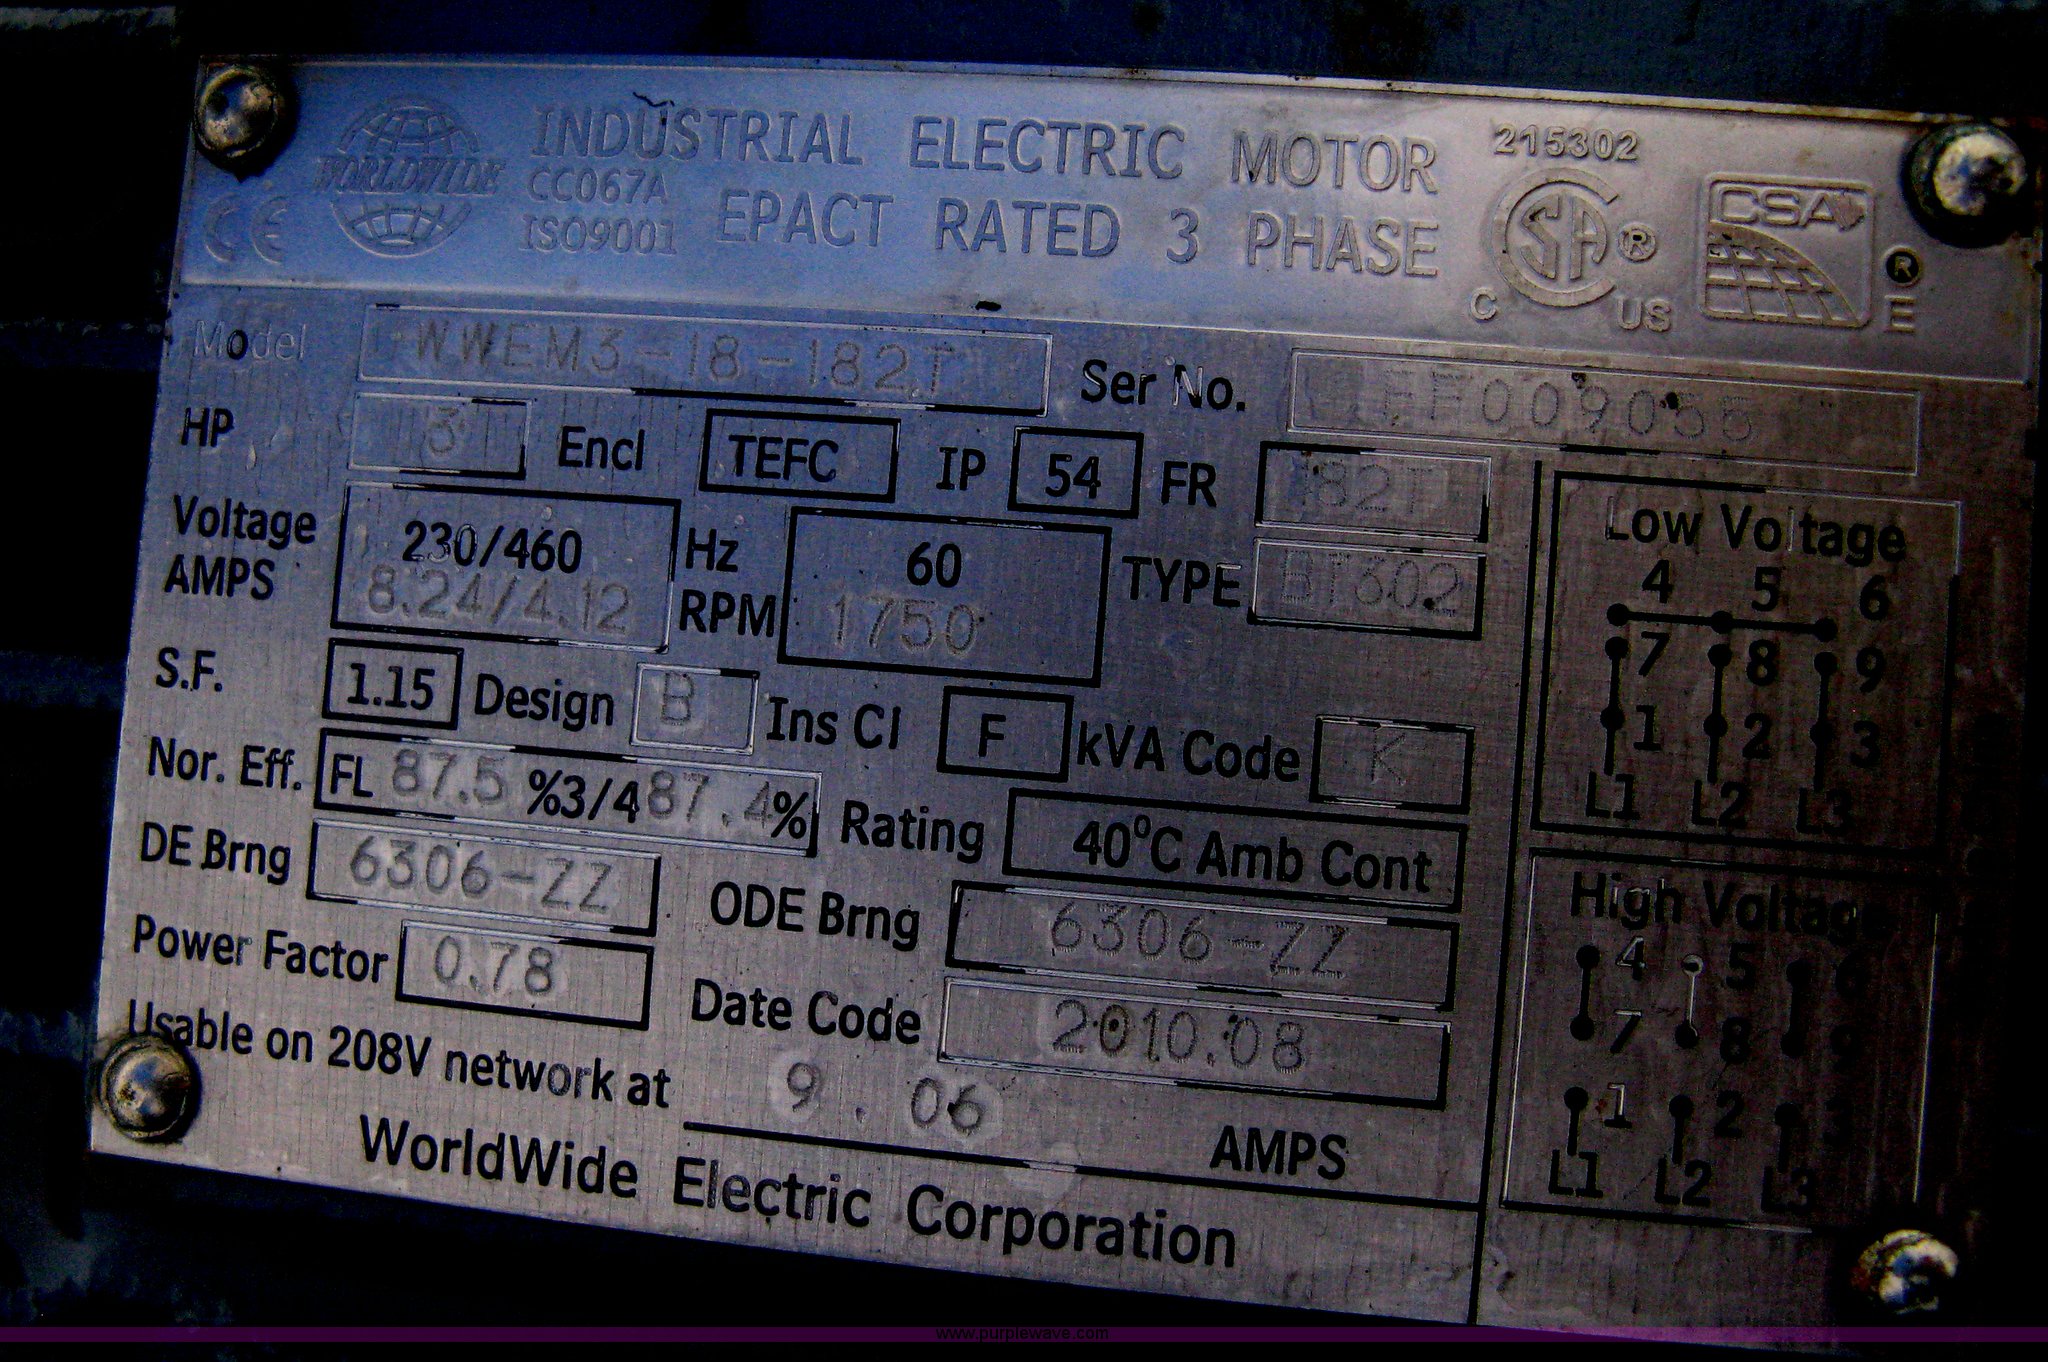 WORLDWIDE
CE
INDUSTRIAL ELECTRIC MOTOR
CC067A
ISO9001
EPACT RATED 3 PHASE
215302
CSA
®
C US
CSA
®
E
Model WWEM3-18-182T Ser No.
HP 3 Encl TEFC IP 54 FR 182T
Voltage 230/460 Hz 60
AMPS 8.24/4.12 RPM 1750 TYPE BT302
S.F. 1.15 Design B Ins Cl F kVA Code K
Nor. Eff. FL 87.5 %3/4 87.4% Rating 40°C Amb Cont
DE Brng 6306-ZZ ODE Brng 6306-ZZ
Power Factor 0.78 Date Code 2010.08
Usable on 208V network at 9.06 AMPS
WorldWide Electric Corporation
Low Voltage
4 5 6
7 8 9
1 2 3
L1 L2 L3
High Voltage
4 5 6
7 8 9
1 2 3
L1 L2 L3
www.purplewave.com